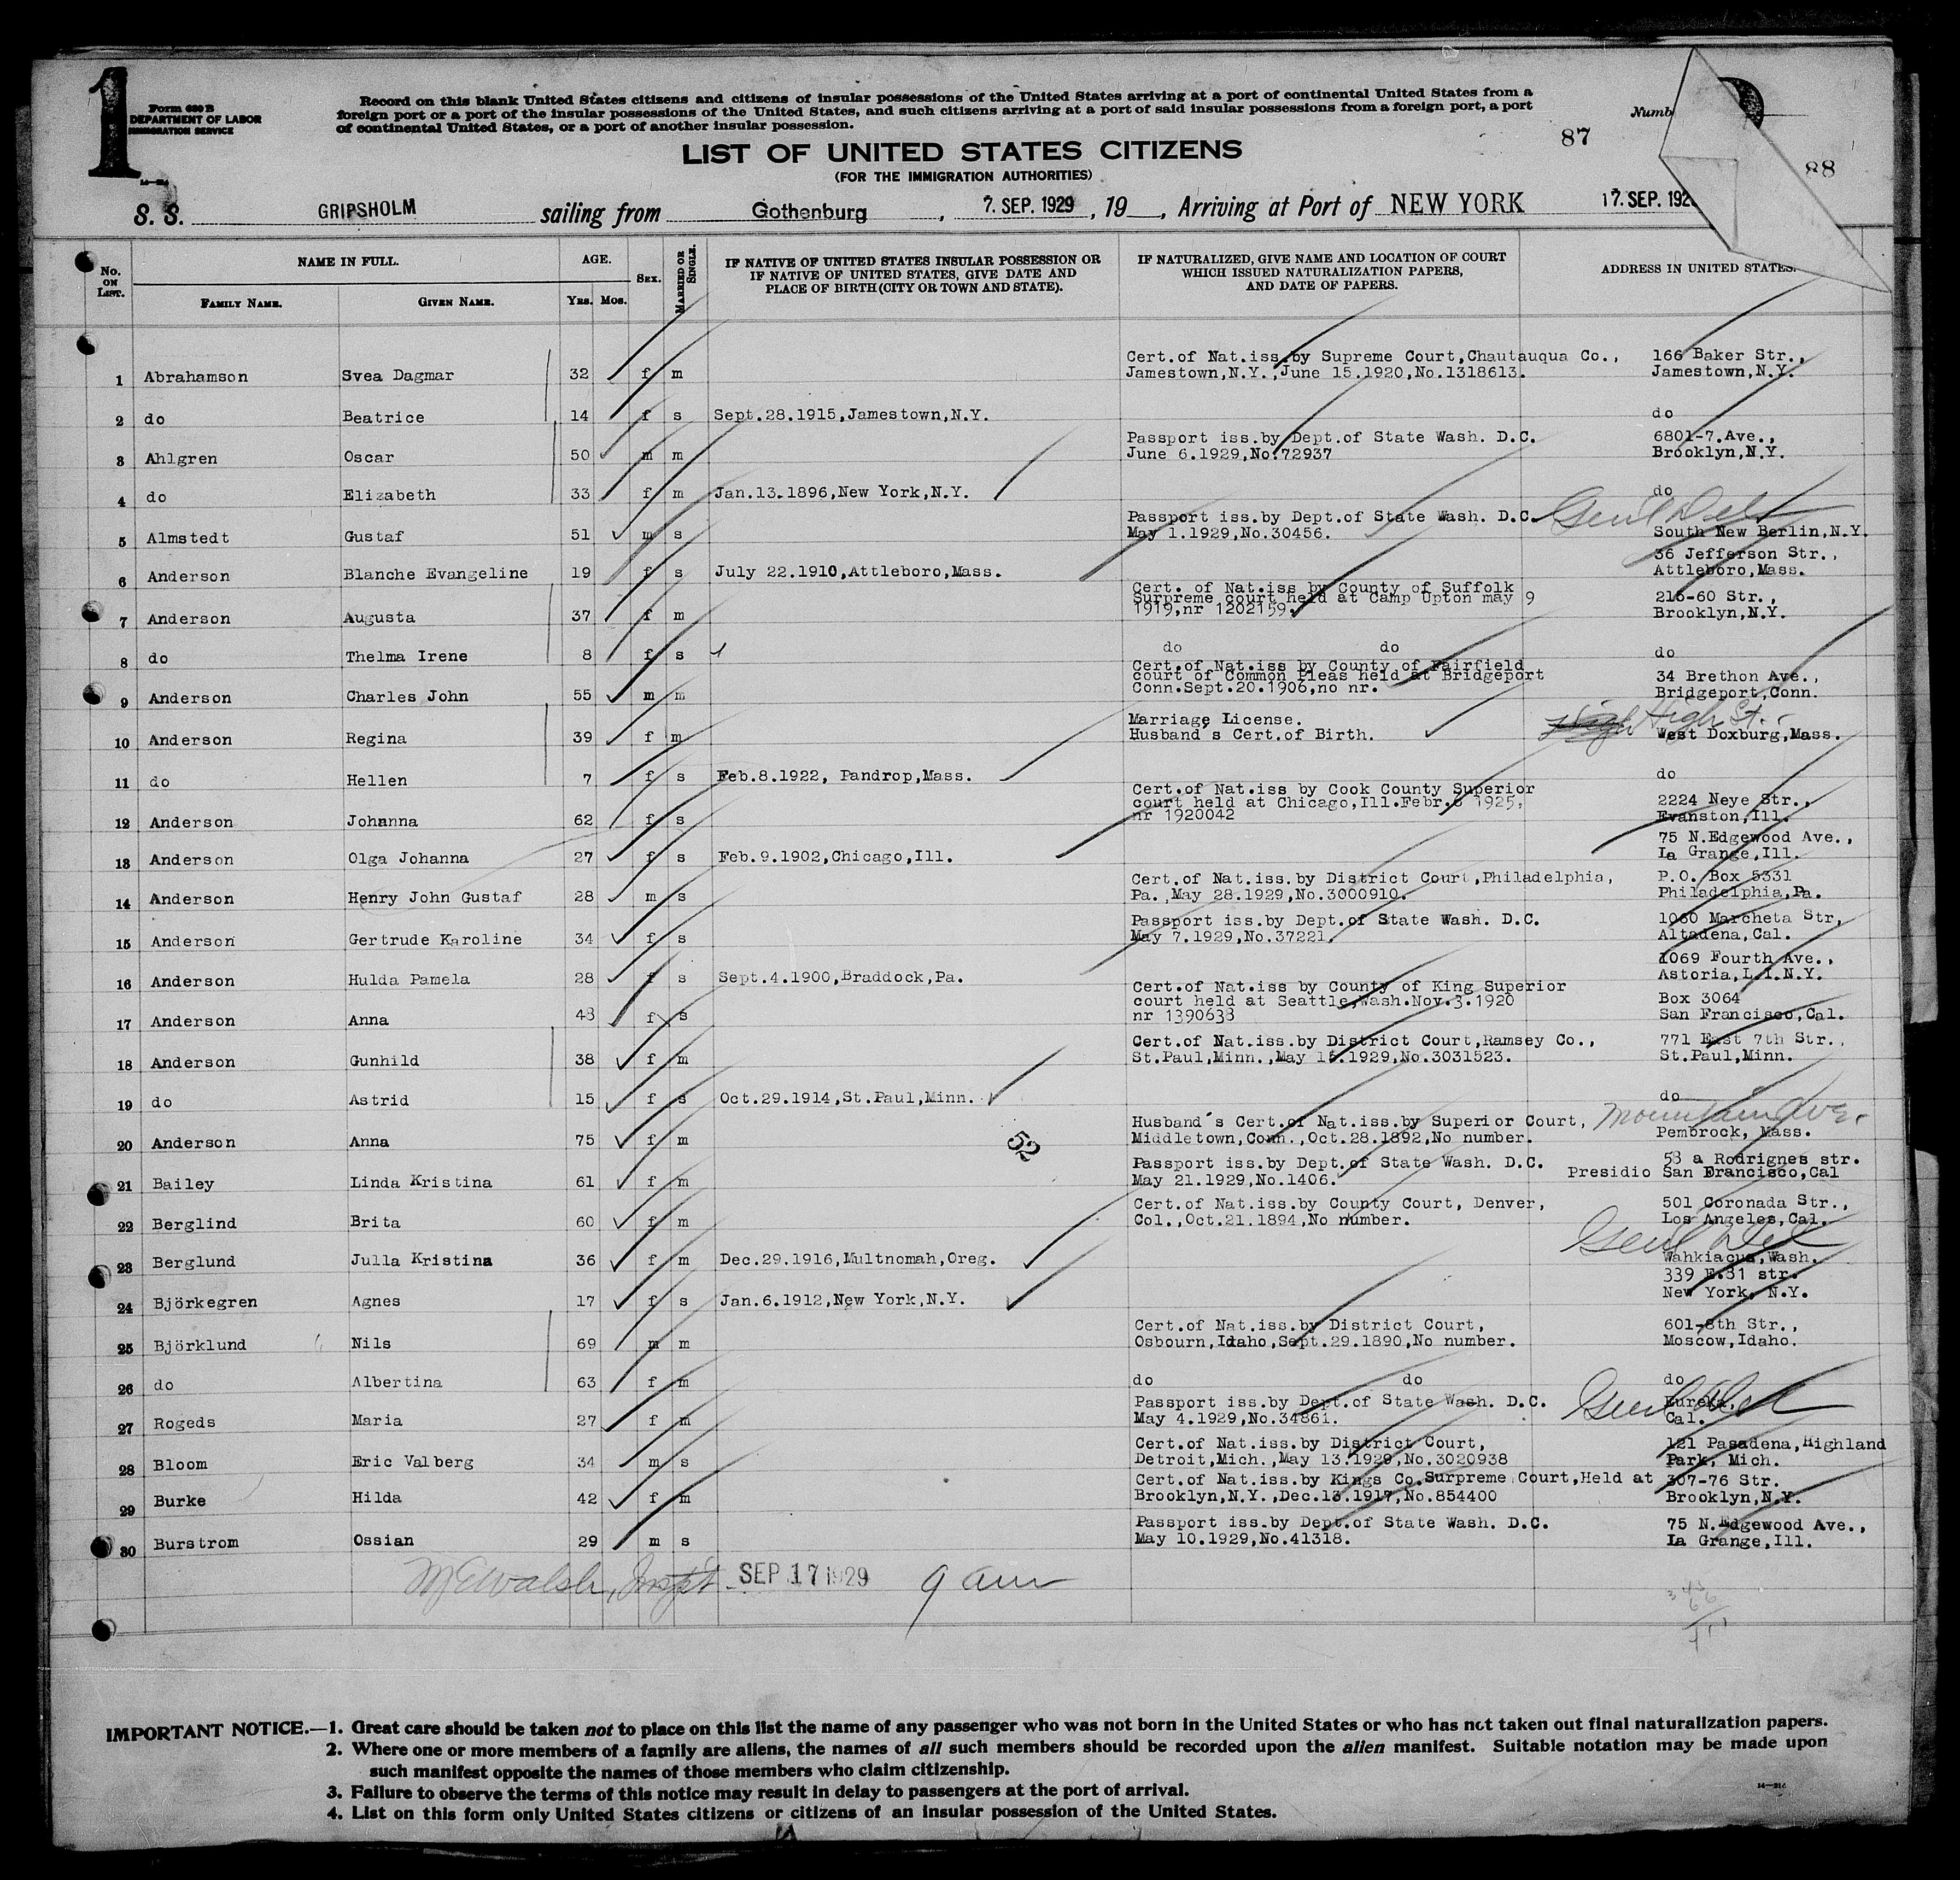 1
Form 630 B
DEPARTMENT OF LABOR
IMMIGRATION SERVICE
Record on this blank United States citizens and citizens of insular possessions of the United States arriving at a port of continental United States from a
foreign port or a port of the insular possessions of the United States, and such citizens arriving at a port of said insular possessions from a foreign port, a port
of continental United States, or a port of another insular possession.
Numb
87
88
LIST OF UNITED STATES CITIZENS
(FOR THE IMMIGRATION AUTHORITIES)
S. S. GRIPSHOLM sailing from Gothenburg, 7. SEP. 1929, 19__, Arriving at Port of NEW YORK 17. SEP. 192
No. ON LIST.
NAME IN FULL.
FAMILY NAME. GIVEN NAME.
AGE.
YRS. MOS.
SEX.
MARRIED OR SINGLE.
IF NATIVE OF UNITED STATES INSULAR POSSESSION OR
IF NATIVE OF UNITED STATES, GIVE DATE AND
PLACE OF BIRTH (CITY OR TOWN AND STATE).
IF NATURALIZED, GIVE NAME AND LOCATION OF COURT
WHICH ISSUED NATURALIZATION PAPERS,
AND DATE OF PAPERS.
ADDRESS IN UNITED STATES.
Cert.of Nat.iss.by Supreme Court,Chautauqua Co., 166 Baker Str.,
1 Abrahamson Svea Dagmar 32 f m Jamestown,N.Y.,June 15.1920,No.1318613. Jamestown,N.Y.
2 do Beatrice 14 f s Sept.28.1915,Jamestown,N.Y. do
Passport iss.by Dept.of State Wash. D.C. 6801-7.Ave.,
3 Ahlgren Oscar 50 m m June 6.1929,No.72937 Brooklyn,N.Y.
4 do Elizabeth 33 f m Jan.13.1896,New York,N.Y. do
Passport iss.by Dept.of State Wash. D.C. Genl Del
5 Almstedt Gustaf 51 m s May 1.1929,No.30456. South New Berlin,N.Y.
36 Jefferson Str.,
6 Anderson Blanche Evangeline 19 f s July 22.1910,Attleboro,Mass. Attleboro,Mass.
Cert. of Nat.iss by County of Suffolk
Surpreme court held at Camp Upton may 9 216-60 Str.,
7 Anderson Augusta 37 f m 1919,nr 1202159. Brooklyn,N.Y.
8 do Thelma Irene 8 f s do do do
Cert.of Nat.iss by County of Fairfield
court of Common Pleas held at Bridgeport 34 Brethon Ave.,
9 Anderson Charles John 55 m m Conn.Sept.20.1906,no nr. Bridgeport,Conn.
Marriage License. High St.
10 Anderson Regina 39 f m Husband's Cert.of Birth. West Doxburg,Mass.
11 do Hellen 7 f s Feb.8.1922, Pandrop,Mass. do
Cert.of Nat.iss by Cook County Superior
court held at Chicago,Ill.Febr.6 1925, 2224 Neye Str.,
12 Anderson Johanna 62 f s nr 1920042 Evanston,Ill.
75 N.Edgewood Ave.,
13 Anderson Olga Johanna 27 f s Feb.9.1902,Chicago,Ill. La Grange,Ill.
Cert.of Nat.iss.by District Court,Philadelphia, P.O. Box 5331
14 Anderson Henry John Gustaf 28 m s Pa.,May 28.1929,No.3000910. Philadelphia,Pa.
Passport iss.by Dept.of State Wash. D.C. 1060 Marcheta Str,
15 Anderson Gertrude Karoline 34 f s May 7.1929,No.37221. Altadena,Cal.
1069 Fourth Ave.,
16 Anderson Hulda Pamela 28 f s Sept.4.1900,Braddock,Pa. Astoria,L.I.N.Y.
Cert.of Nat.iss by County of King Superior
court held at Seattle,Wash.Nov.3.1920 Box 3064
17 Anderson Anna 43 f s nr 1390633 San Francisco,Cal.
Cert.of Nat.iss.by District Court,Ramsey Co., 771 East 7th Str.,
18 Anderson Gunhild 38 f m St.Paul,Minn.,May 15.1929,No.3031523. St.Paul,Minn.
19 do Astrid 15 f s Oct.29.1914,St.Paul,Minn. do
Husband's Cert.of Nat.iss.by Superior Court, Mountain Ave.
20 Anderson Anna 75 f m 52 Middletown,Conn.,Oct.28.1892,No number. Pembrock, Mass.
Passport iss.by Dept.of State Wash. D.C. 53 a Rodrignes str.
21 Bailey Linda Kristina 61 f m May 21.1929,No.1406. Presidio San Francisco,Cal
Cert.of Nat.iss.by County Court, Denver, 501 Coronada Str.,
22 Berglind Brita 60 f m Col.,Oct.21.1894,No number. Los Angeles,Cal.
Genl Del
23 Berglund Julla Kristina 36 f m Dec.29.1916,Multnomah,Oreg. Wahkiacus,Wash.
339 E.31 str.
24 Björkegren Agnes 17 f s Jan.6.1912,New York,N.Y. New York, N.Y.
Cert.of Nat.iss.by District Court, 601-8th Str.,
25 Björklund Nils 69 m m Osbourn,Idaho,Sept.29.1890,No number. Moscow,Idaho.
26 do Albertina 63 f m do do do
Passport iss.by Dept.of State Wash. D.C. Genl Del Eureka,
27 Rogeds Maria 27 f m May 4.1929,No.34861. Cal.
Cert.of Nat.iss.by District Court, 121 Pasadena,Highland
28 Bloom Eric Valberg 34 m s Detroit,Mich.,May 13.1929,No.3020938 Park, Mich.
Cert.of Nat.iss.by Kings Co.Surpreme Court,Held at 307-76 Str.
29 Burke Hilda 42 f m Brooklyn,N.Y.,Dec.13.1917,No.854400 Brooklyn,N.Y.
Passport iss.by Dept.of State Wash. D.C. 75 N.Edgewood Ave.,
30 Burstrom Ossian 29 m s May 10.1929,No.41318. La Grange,Ill.
M E Walsh, Inspt. SEP 17 1929 9 am
IMPORTANT NOTICE.—1. Great care should be taken not to place on this list the name of any passenger who was not born in the United States or who has not taken out final naturalization papers.
2. Where one or more members of a family are aliens, the names of all such members should be recorded upon the alien manifest. Suitable notation may be made upon
such manifest opposite the names of those members who claim citizenship.
3. Failure to observe the terms of this notice may result in delay to passengers at the port of arrival.
4. List on this form only United States citizens or citizens of an insular possession of the United States.